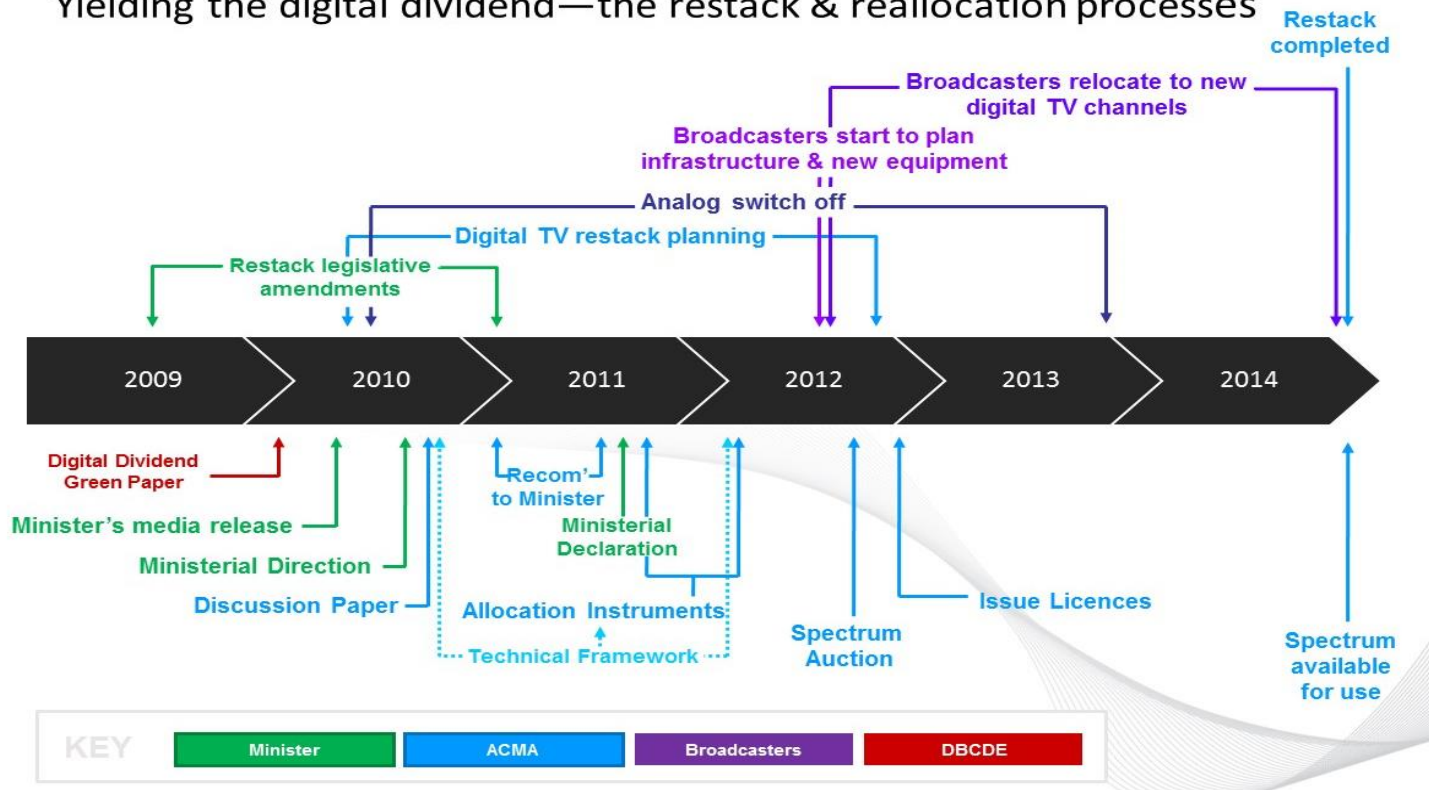 Yielding the digital dividend—the restack & reallocation processes
Restack
completed
Broadcasters relocate to new
digital TV channels
Broadcasters start to plan
infrastructure & new equipment
Analog switch off
Digital TV restack planning
Restack legislative
amendments
2009
2010
2011
2012
2013
2014
Digital Dividend
Green Paper
Recom'
to Minister
Minister's media release
Ministerial
Declaration
Ministerial Direction
Discussion Paper
Allocation Instruments
Issue Licences
Spectrum
Auction
Technical Framework
Spectrum
available
for use
KEY
Minister
ACMA
Broadcasters
DBCDE